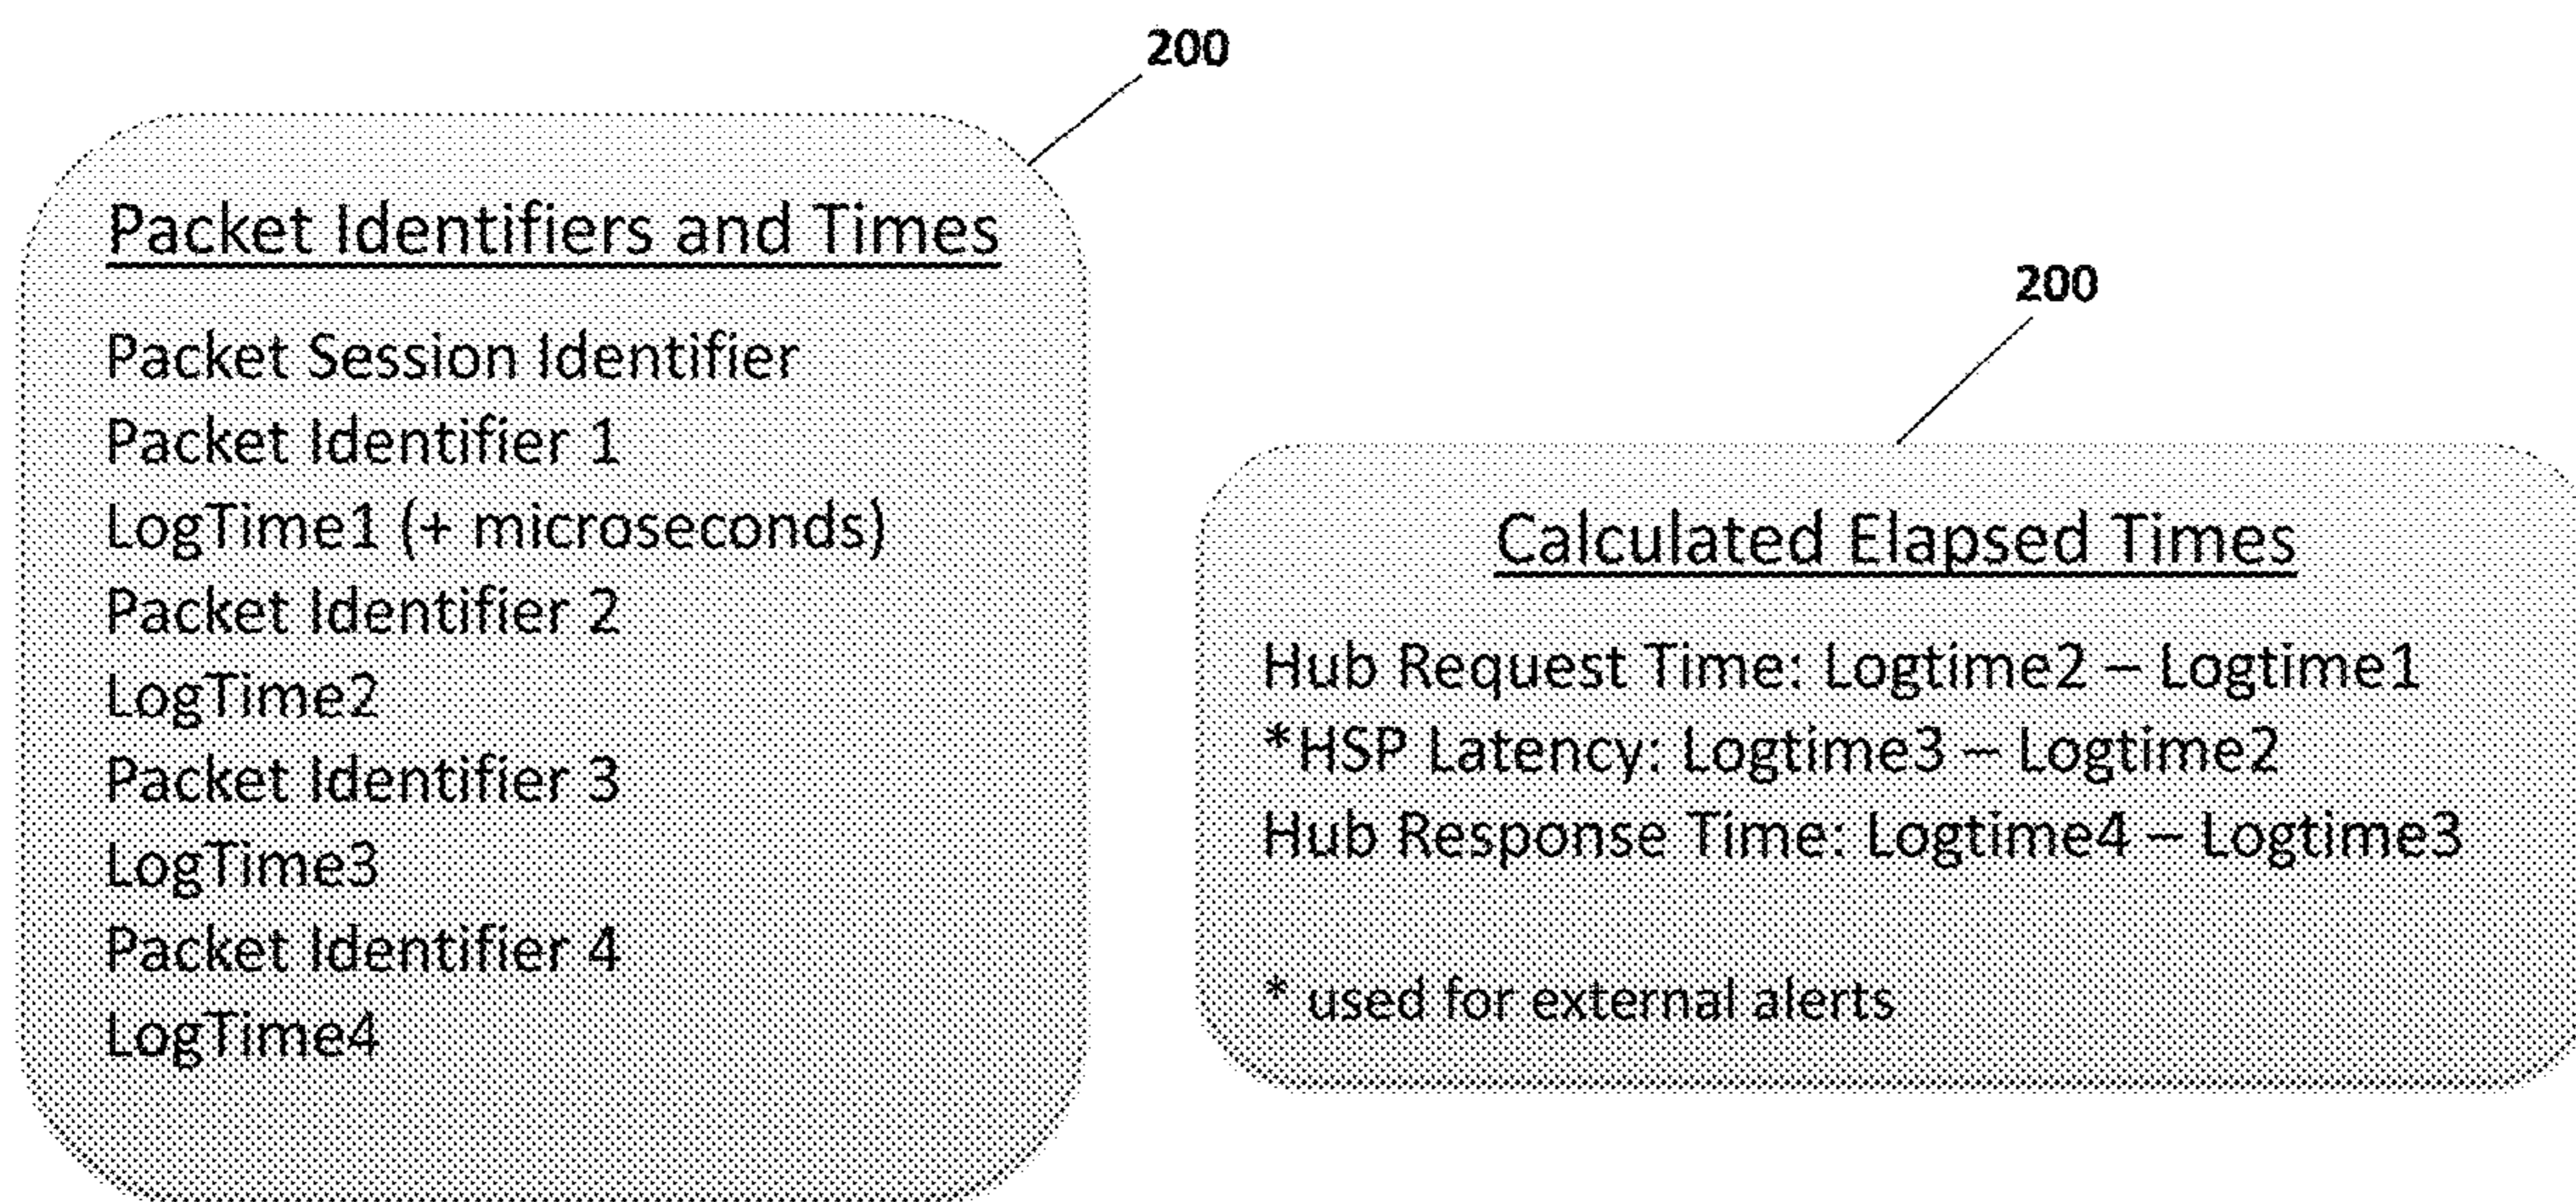 200
Packet Identifiers and Times
Packet Session Identifier
Packet Identifier 1
LogTime1 (+ microseconds)
Packet Identifier 2
LogTime2
Packet Identifier 3
LogTime3
Packet Identifier 4
LogTime4
200
Calculated Elapsed Times
Hub Request Time: Logtime2 – Logtime1
*HSP Latency: Logtime3 – Logtime2
Hub Response Time: Logtime4 – Logtime3
* used for external alerts